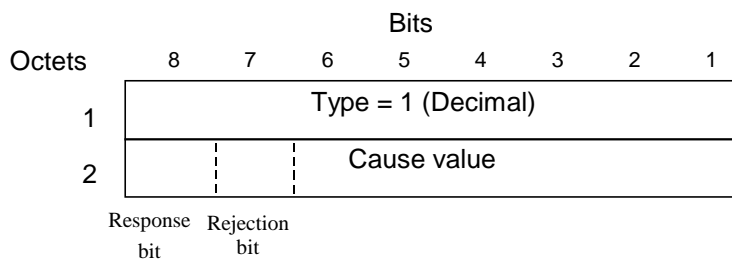 Bits
Octets 8 7 6 5 4 3 2 1
1 Type = 1 (Decimal)
2 Cause value
Response Rejection
bit bit